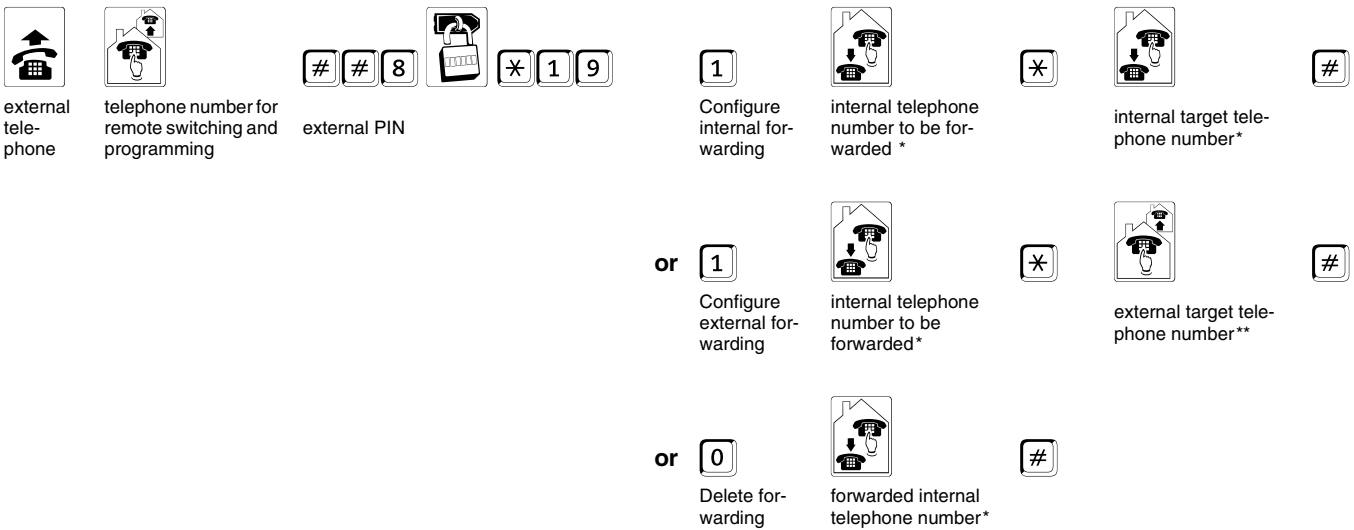 # # 8 * 1 9
1
*
#
external
tele-
phone
telephone number for
remote switching and
programming
external PIN
Configure
internal for-
warding
internal telephone
number to be for-
warded *
internal target tele-
phone number*
or 1
*
#
Configure
external for-
warding
internal telephone
number to be
forwarded*
external target tele-
phone number**
or 0
#
Delete for-
warding
forwarded internal
telephone number*